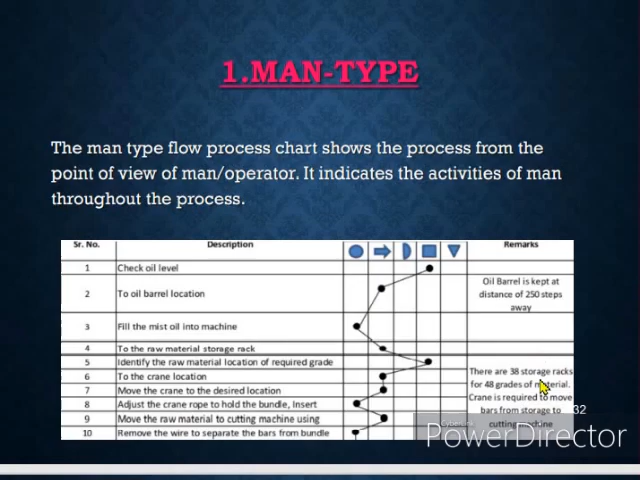 1.MAN-TYPE
The man type flow process chart shows the process from the
point of view of man/operator. It indicates the activities of man
throughout the process.
Sr. No. Description Remarks
1 Check oil level
2 To oil barrel location Oil Barrel is kept at
distance of 250 steps
away
3 Fill the mist oil into machine
4 To the raw material storage rack
5 Identify the raw material location of required grade
6 To the crane location
7 Move the crane to the desired location
8 Adjust the crane rope to hold the bundle, Insert
9 Move the raw material to cutting machine using
10 Remove the wire to separate the bars from bundle
There are 38 storage racks
for 48 grades of material.
Crane is required to move
bars from storage to
cutting machine
32
CyberLink
PowerDirector